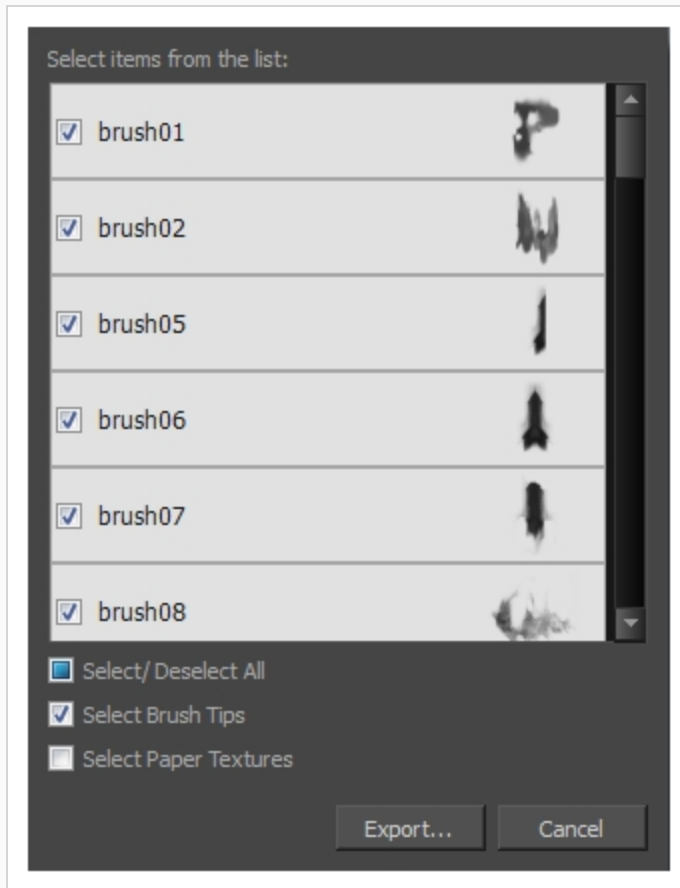 Select items from the list:
brush01
brush02
brush05
brush06
brush07
brush08
Select/ Deselect All
Select Brush Tips
Select Paper Textures
Export... Cancel